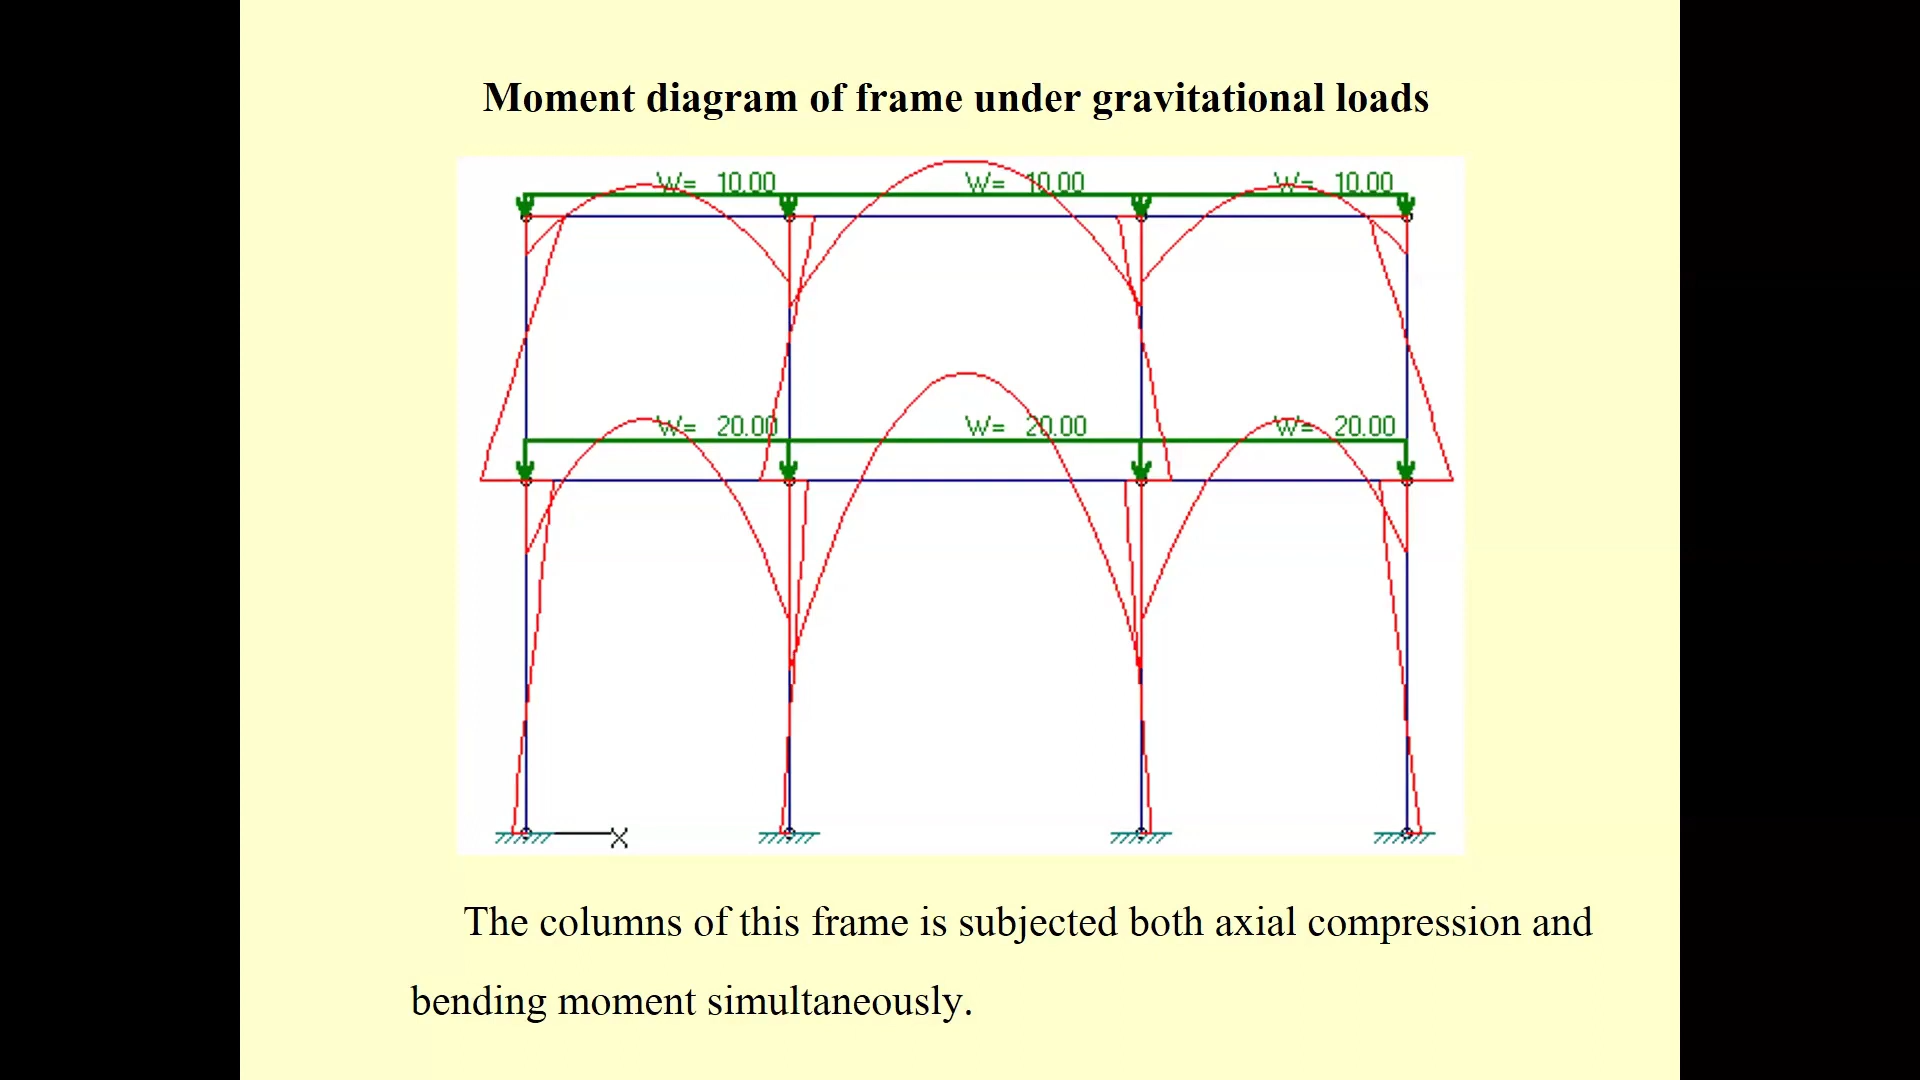 Moment diagram of frame under gravitational loads
W= 10.00 W= 10.00 W= 10.00
W= 20.00 W= 20.00 W= 20.00
X
The columns of this frame is subjected both axial compression and
bending moment simultaneously.